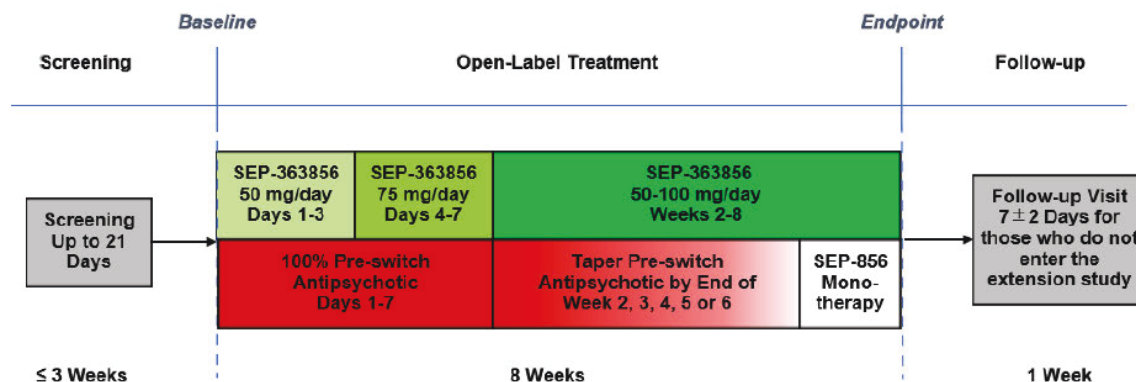 Baseline
Endpoint
Screening
Open-Label Treatment
Follow-up
SEP-363856
50 mg/day
Days 1-3
SEP-363856
75 mg/day
Days 4-7
SEP-363856
50-100 mg/day
Weeks 2-8
Screening
Up to 21
Days
100% Pre-switch
Antipsychotic
Days 1-7
Taper Pre-switch
Antipsychotic by End of
Week 2, 3, 4, 5 or 6
SEP-856
Mono-
therapy
Follow-up Visit
7 ± 2 Days for
those who do not
enter the
extension study
≤ 3 Weeks
8 Weeks
1 Week